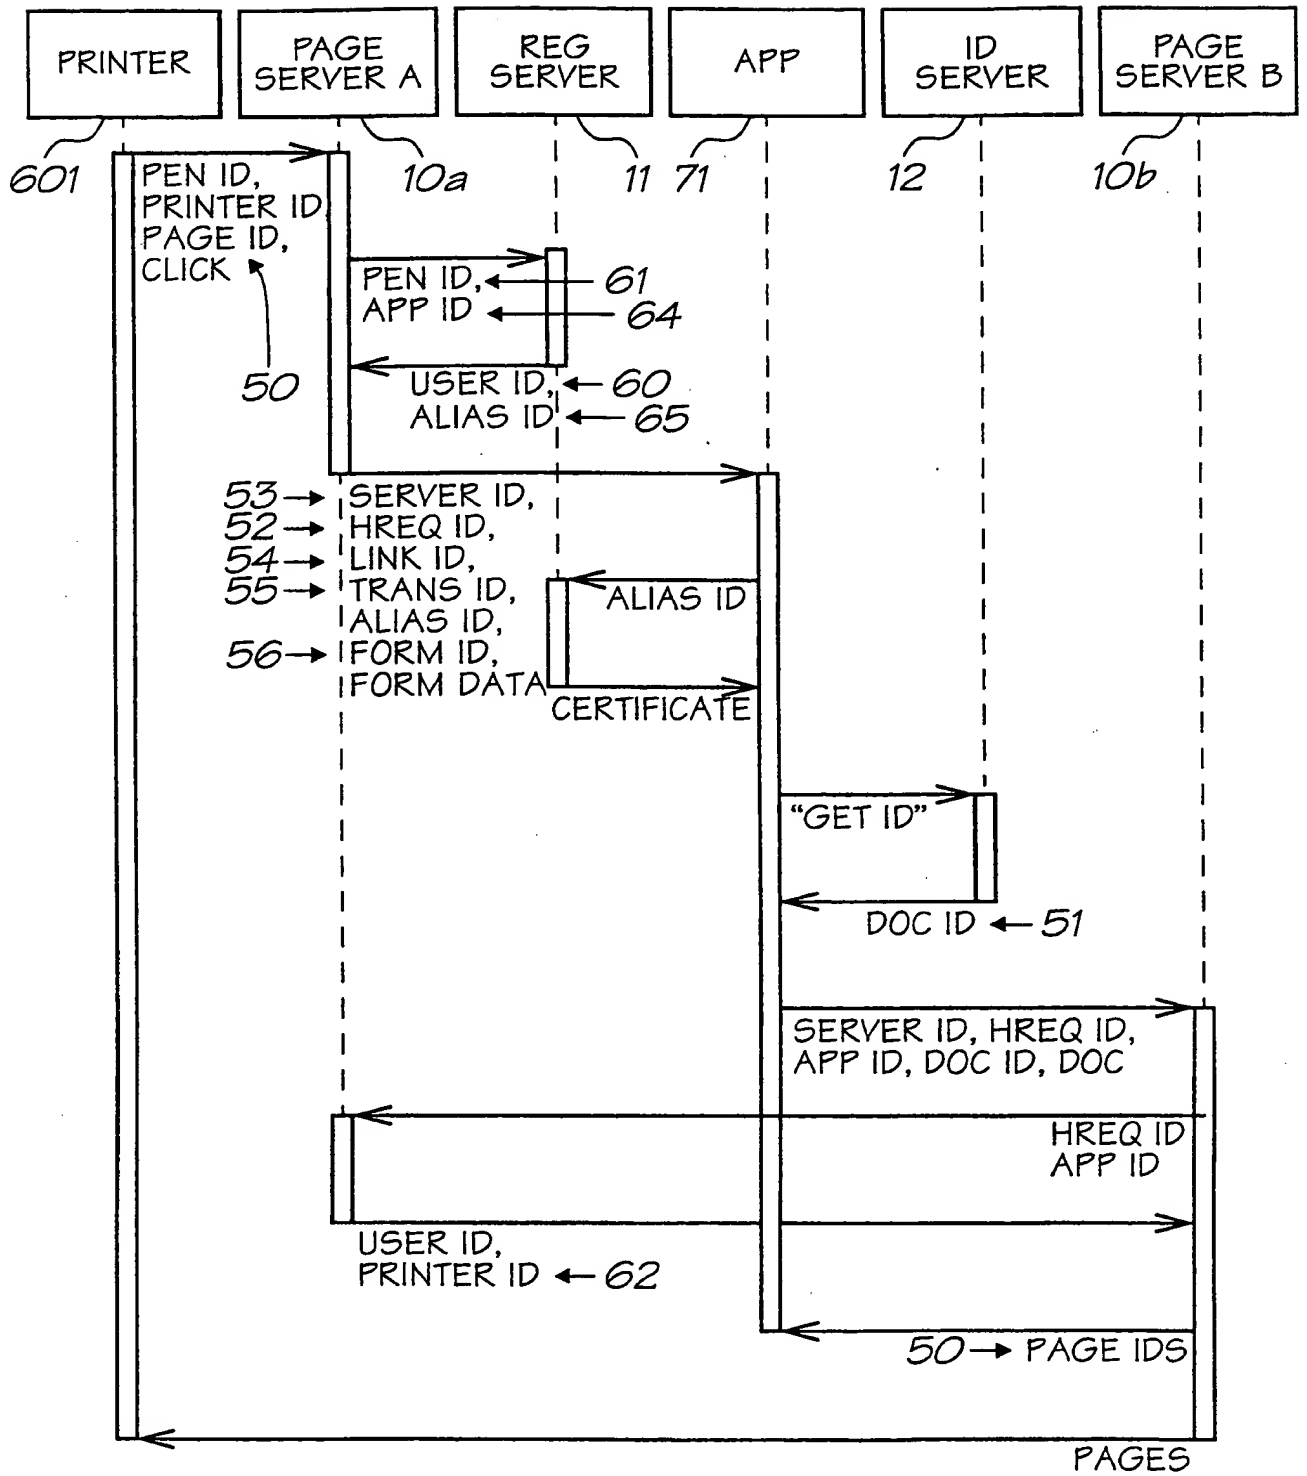 PRINTER
PAGE
SERVER A
REG
SERVER
APP
ID
SERVER
PAGE
SERVER B
601
10a
11
71
12
10b
PEN ID,
PRINTER ID
PAGE ID,
CLICK
50
PEN ID,
61
APP ID
64
USER ID,
60
ALIAS ID
65
53
SERVER ID,
52
HREQ ID,
54
LINK ID,
55
TRANS ID,
ALIAS ID,
56
FORM ID,
FORM DATA
ALIAS ID
CERTIFICATE
“GET ID”
DOC ID
51
SERVER ID, HREQ ID,
APP ID, DOC ID, DOC
HREQ ID
APP ID
USER ID,
PRINTER ID
62
50
PAGE IDS
PAGES